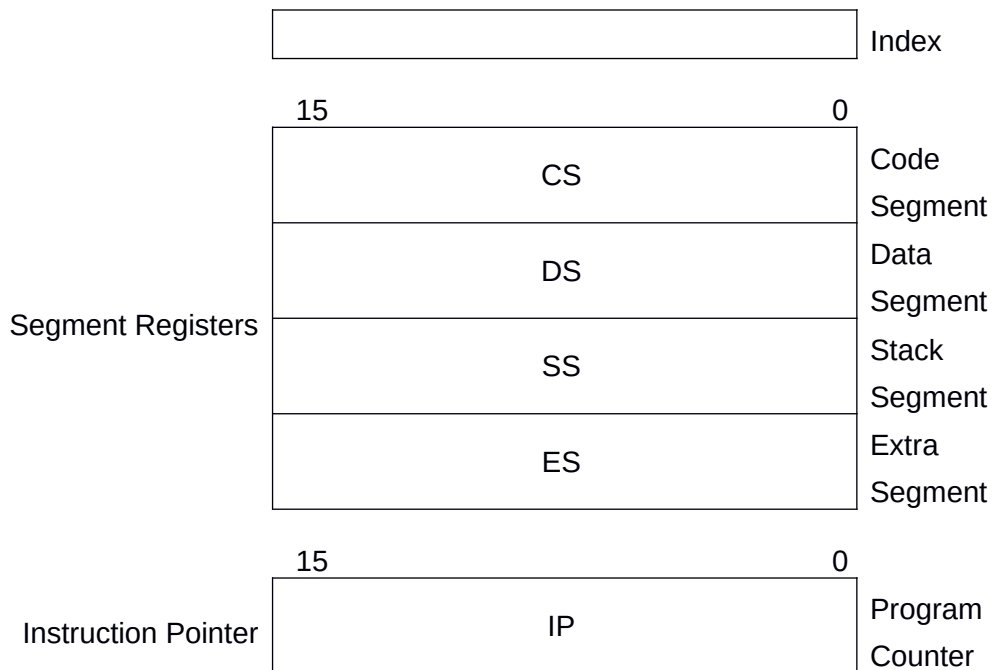 Index
15 0
CS
Code
Segment
DS
Data
Segment
Segment Registers
SS
Stack
Segment
ES
Extra
Segment
15 0
Instruction Pointer
IP
Program
Counter